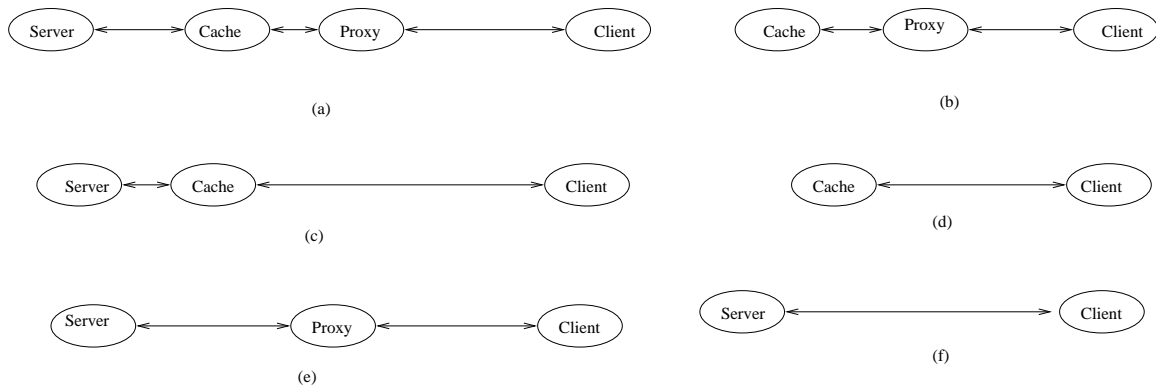 Server Cache Proxy Client
(a)
Cache Proxy Client
(b)
Server Cache Client
(c)
Cache Client
(d)
Server Proxy Client
(e)
Server Client
(f)